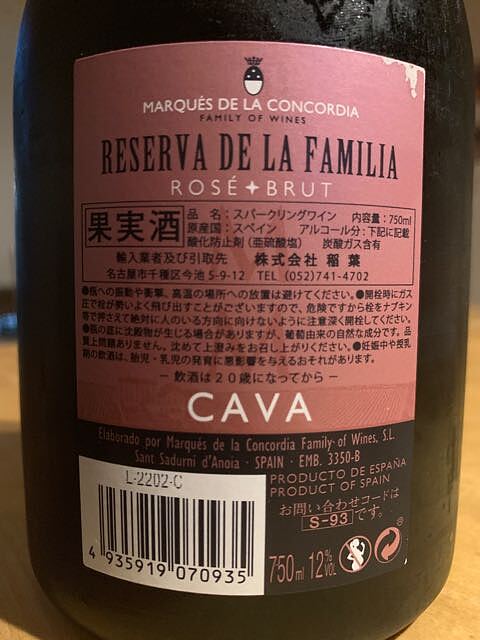 MARQUÉS DE LA CONCORDIA
FAMILY OF WINES
RESERVA DE LA FAMILIA
ROSÉ BRUT
果実酒
品 名：スパークリングワイン 内容量：750ml
原産国：スペイン アルコール分：下記に記載
酸化防止剤（亜硫酸塩） 炭酸ガス含有
輸入業者及び引取先 株式会社 稲葉
名古屋市千種区今池5-9-12 TEL (052)741-4702
●瓶への振動や衝撃、高温の場所への放置は避けてください。●開栓時にガス
圧で栓が勢いよく飛び出すことがございますので、危険ですから栓をナプキン
等で押さえて絶対に人のいる方向に向けないように注意深く開栓してください。
●瓶の底に沈殿物が生じる場合がありますが、葡萄由来の自然な成分です。品
質上問題ありません。沈めて上澄みをお召し上がりください。●妊娠中や授乳
期の飲酒は、胎児・乳児の発育に悪影響を与えるおそれがあります。
－飲酒は20歳になってから－
CAVA
Elaborado por Marqués de la Concordia Family of Wines, S.L.
Sant Sadurní d'Anoia · SPAIN · EMB. 3350-B
L-2202-C
PRODUCTO DE ESPAÑA
PRODUCT OF SPAIN
お問い合わせコードは
S-93 です。
4 935919 070935
750ml 12% VOL